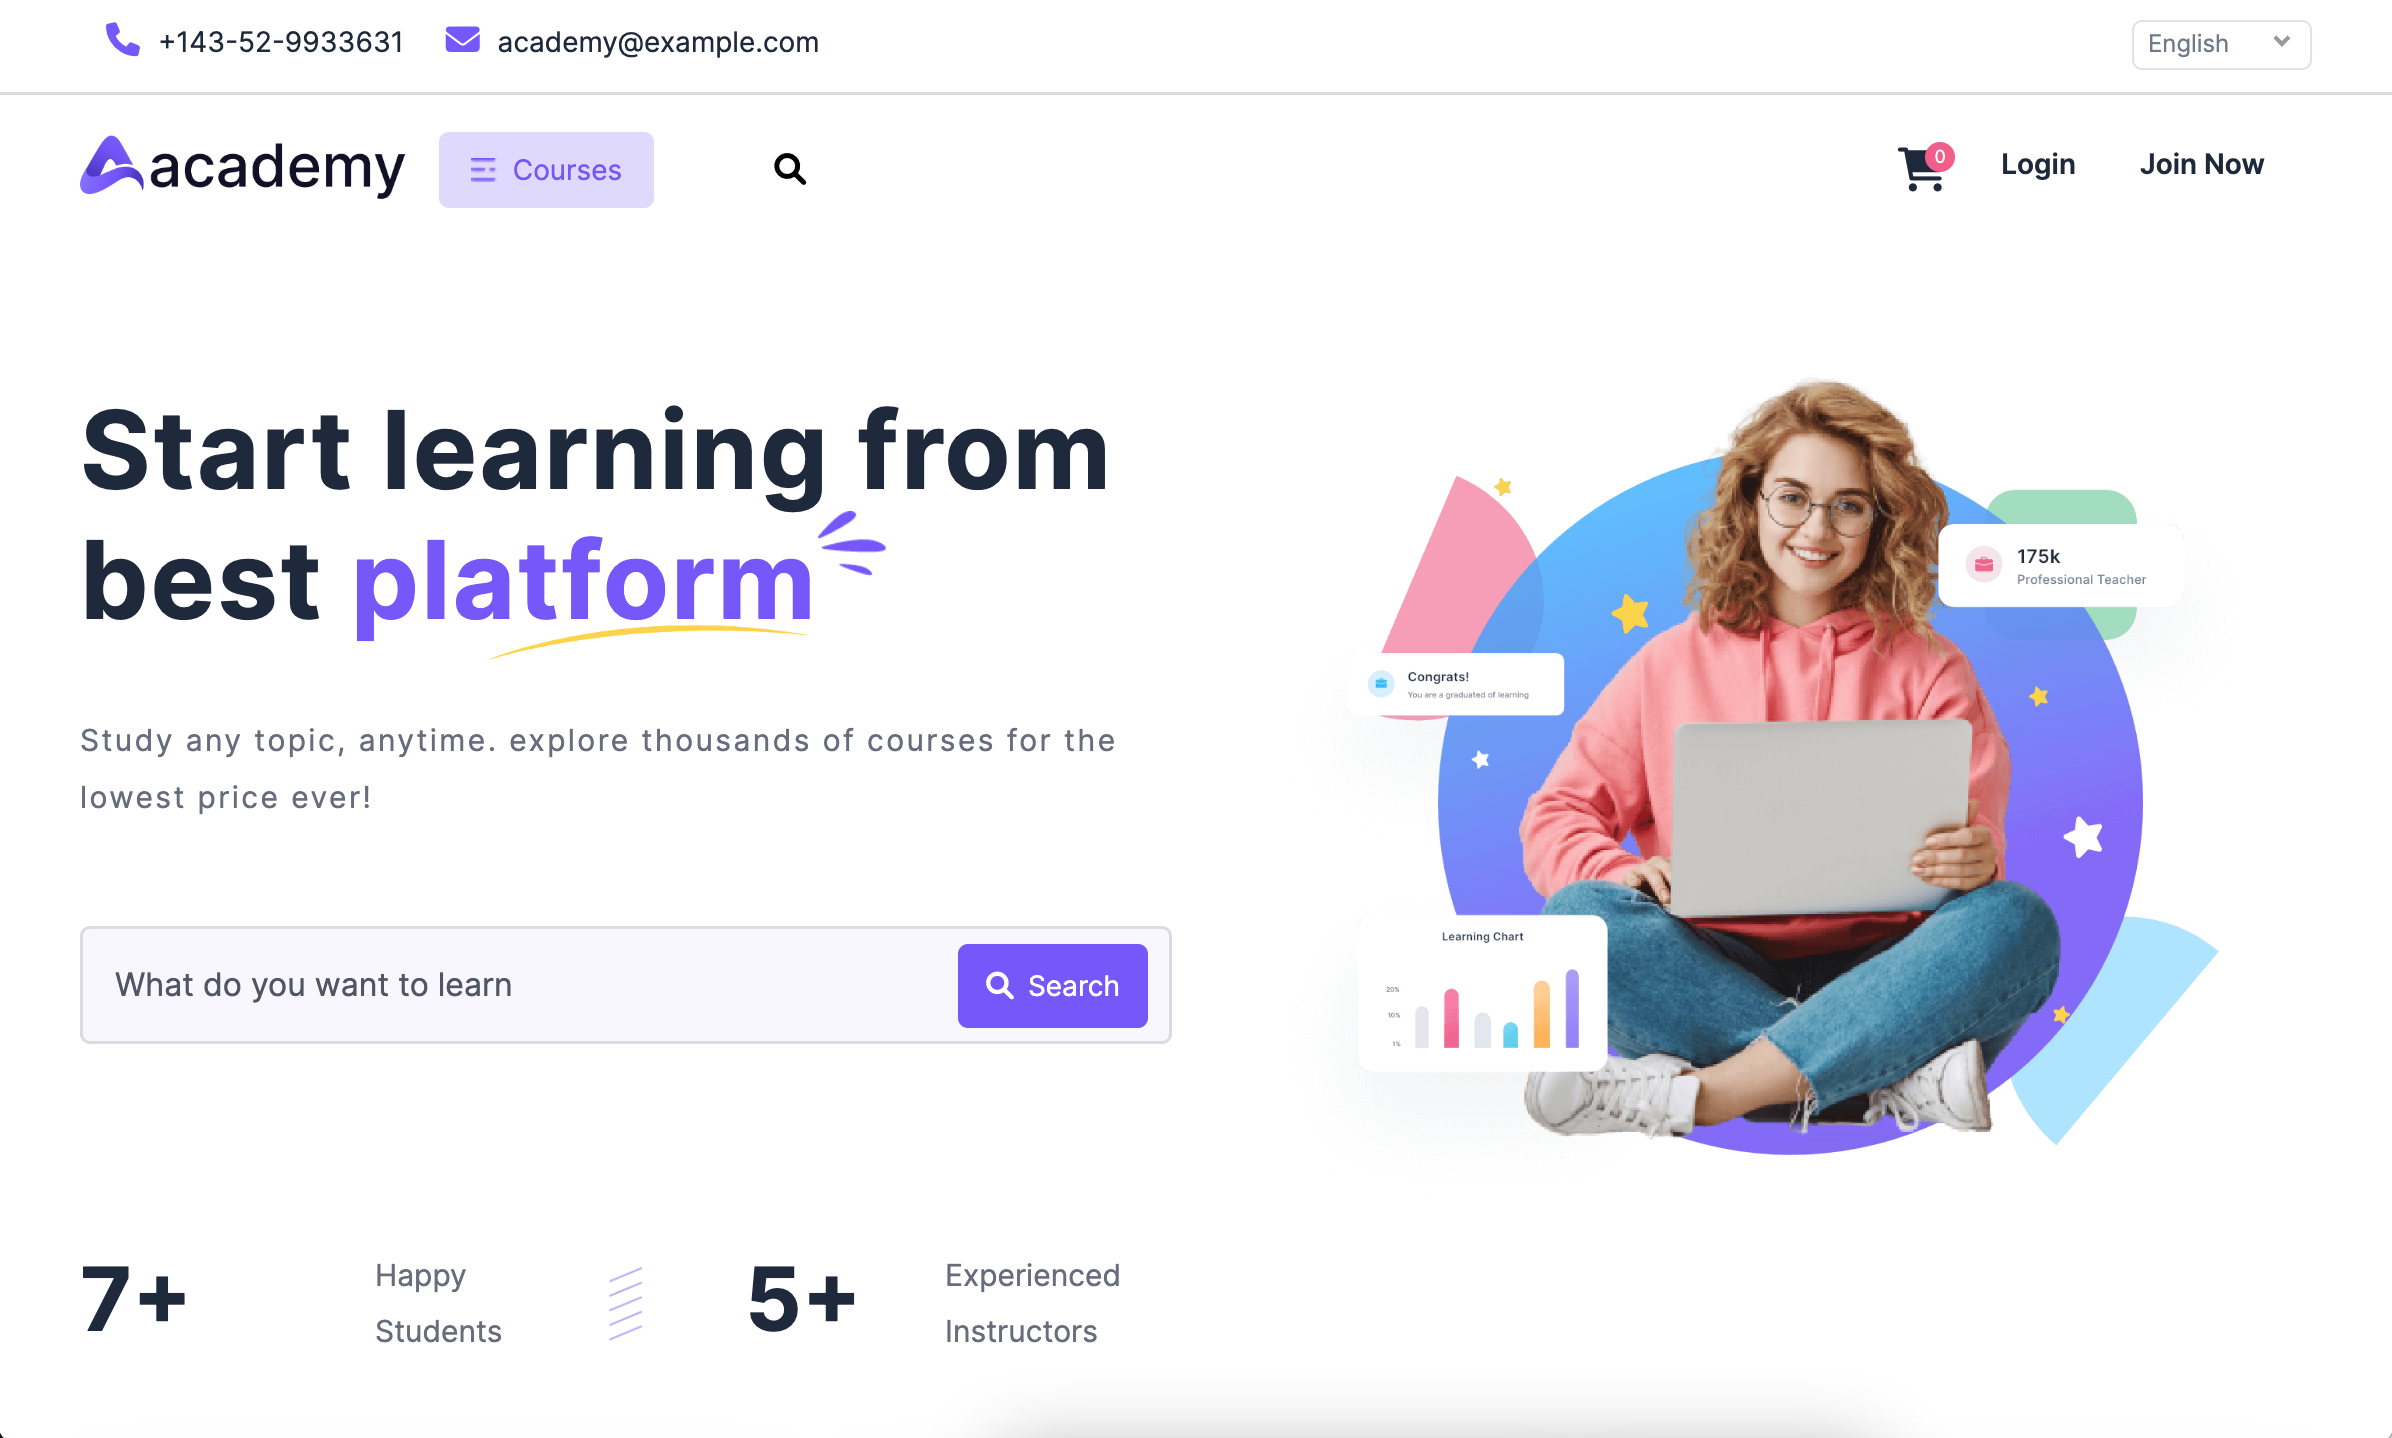 +143-52-9933631
academy@example.com
English
academy
Courses
0
Login
Join Now
Start learning from
best platform
Study any topic, anytime. explore thousands of courses for the
lowest price ever!
What do you want to learn
Search
175k
Professional Teacher
Congrats!
You are a graduated of learning
Learning Chart
20%
10%
1%
7+
Happy
Students
5+
Experienced
Instructors